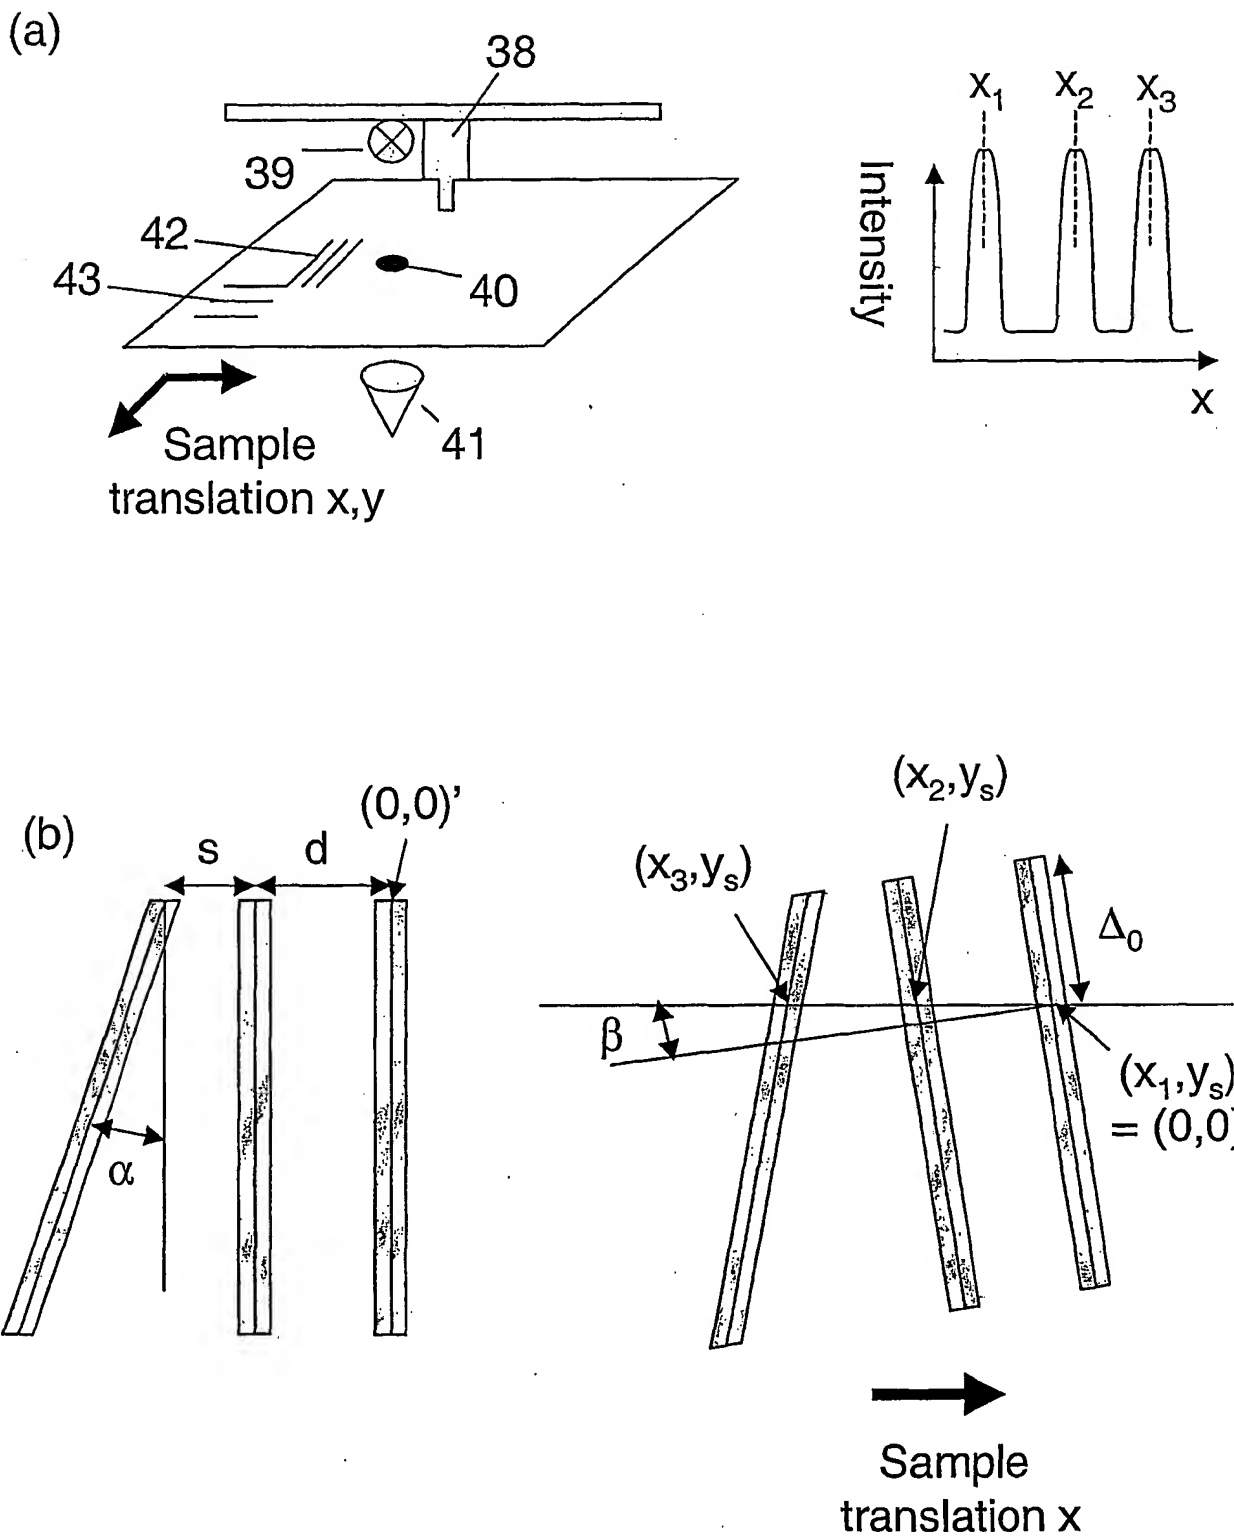 (a)
38
39
42
43
40
41
Sample
translation x,y
x₁ x₂ x₃
Intensity
x
(b)
s
d
(0,0)’
α
(x₂,yₛ)
(x₃,yₛ)
Δ₀
β
(x₁,yₛ)
= (0,0)
Sample
translation x